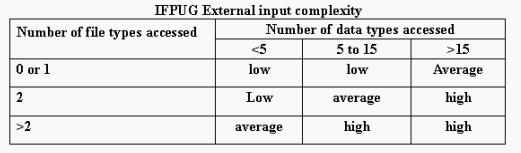 IFPUG External input complexity
Number of file types accessed Number of data types accessed
<5 5 to 15 >15
0 or 1 low low Average
2 Low average high
>2 average high high